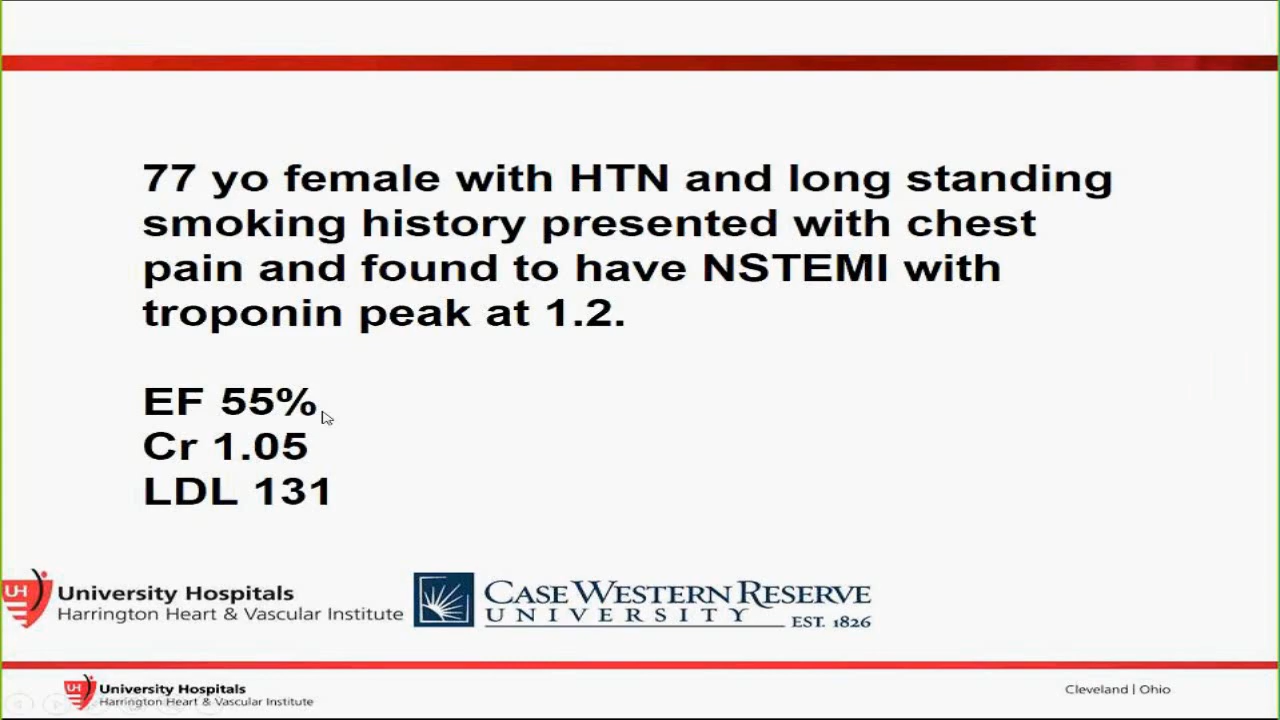 77 yo female with HTN and long standing
smoking history presented with chest
pain and found to have NSTEMI with
troponin peak at 1.2.
EF 55%
Cr 1.05
LDL 131
UH
University Hospitals
Harrington Heart & Vascular Institute
CASE WESTERN RESERVE
UNIVERSITY
EST. 1826
UH
University Hospitals
Harrington Heart & Vascular Institute
Cleveland | Ohio